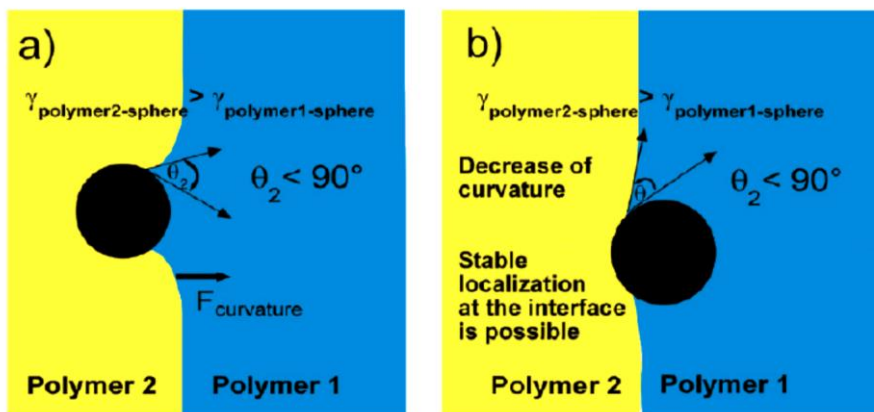 a)
γpolymer2-sphere > γpolymer1-sphere
θ2
θ2 < 90°
Fcurvature
Polymer 2 Polymer 1
b)
γpolymer2-sphere > γpolymer1-sphere
Decrease of
curvature
θ
θ2 < 90°
Stable
localization
at the interface
is possible
Polymer 2 Polymer 1